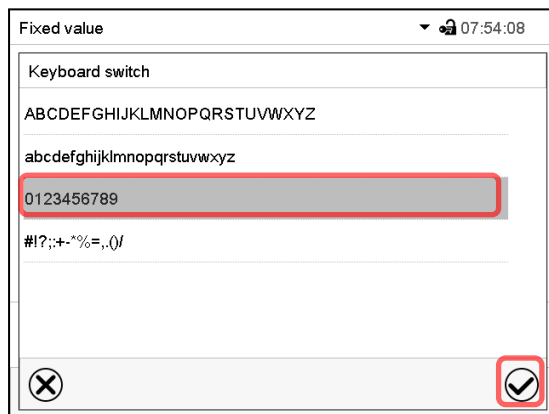 Fixed value 07:54:08
Keyboard switch
ABCDEFGHIJKLMNOPQRSTUVWXYZ
abcdefghijklmnopqrstuvwxyz
0123456789
#!?;:+-*%=,.()/